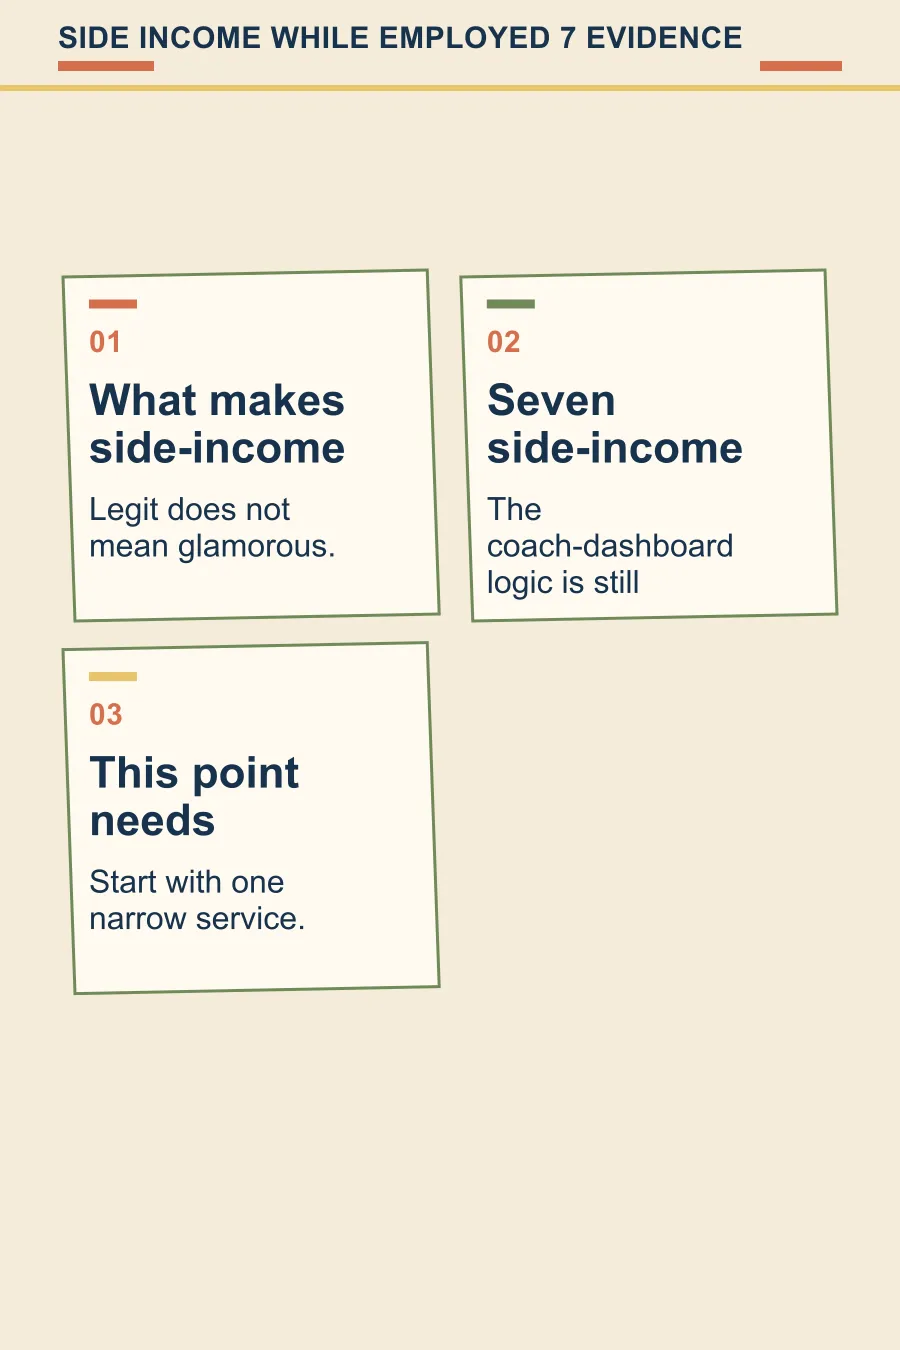 SIDE INCOME WHILE EMPLOYED 7 EVIDENCE
01
What makes
side-income
Legit does not
mean glamorous.
02
Seven
side-income
The
coach-dashboard
logic is still
03
This point
needs
Start with one
narrow service.